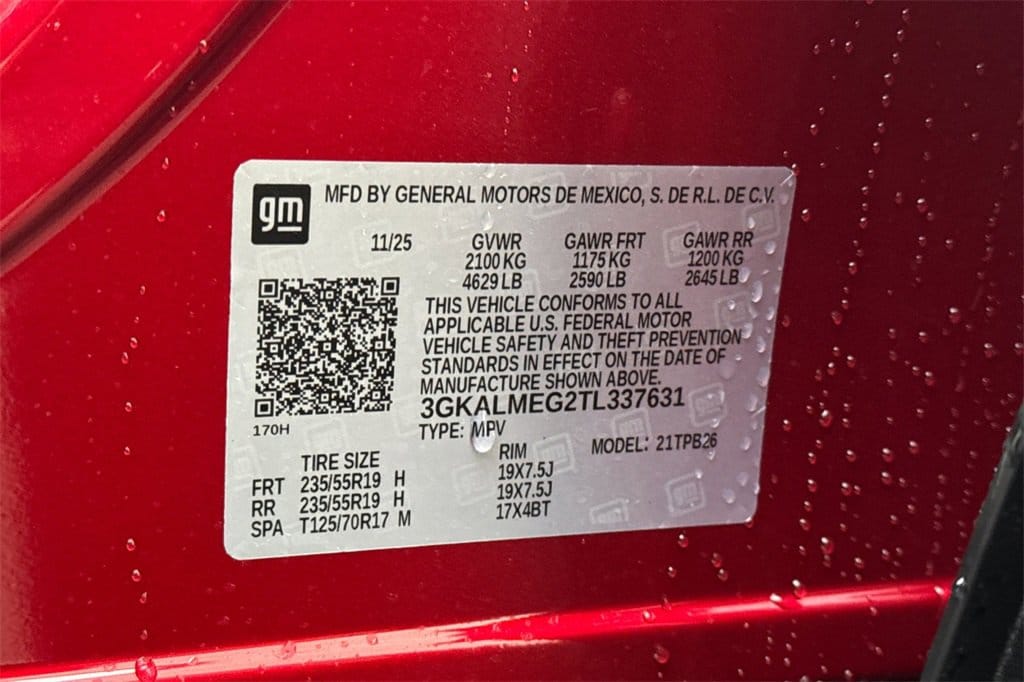 gm MFD BY GENERAL MOTORS DE MEXICO, S. DE R.L. DE C.V.
11/25 GVWR GAWR FRT GAWR RR
2100 KG 1175 KG 1200 KG
4629 LB 2590 LB 2645 LB
THIS VEHICLE CONFORMS TO ALL
APPLICABLE U.S. FEDERAL MOTOR
VEHICLE SAFETY AND THEFT PREVENTION
STANDARDS IN EFFECT ON THE DATE OF
MANUFACTURE SHOWN ABOVE.
3GKALMEG2TL337631
170H
TYPE: MPV MODEL: 21TPB26
TIRE SIZE RIM
FRT 235/55R19 H 19X7.5J
RR 235/55R19 H 19X7.5J
SPA T125/70R17 M 17X4BT